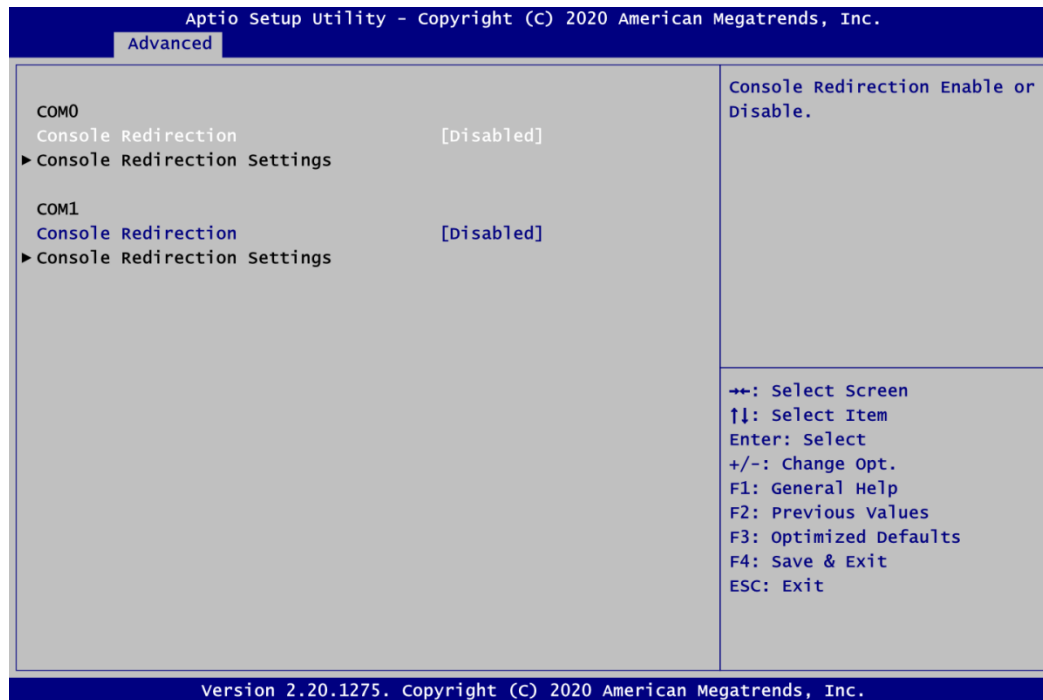 Aptio Setup Utility - Copyright (C) 2020 American Megatrends, Inc.
Advanced
COM0
Console Redirection [Disabled]
▶ Console Redirection Settings
COM1
Console Redirection [Disabled]
▶ Console Redirection Settings
Console Redirection Enable or
Disable.
→←: Select Screen
↑↓: Select Item
Enter: Select
+/-: Change Opt.
F1: General Help
F2: Previous Values
F3: Optimized Defaults
F4: Save & Exit
ESC: Exit
Version 2.20.1275. Copyright (C) 2020 American Megatrends, Inc.